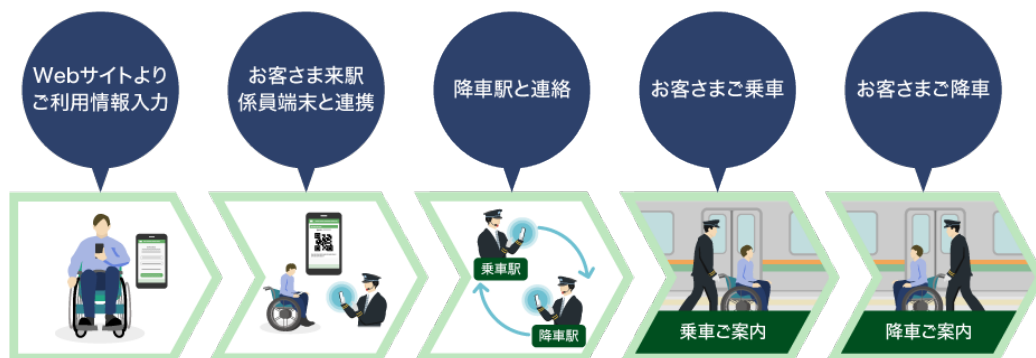 Webサイトより
ご利用情報入力
お客さま来駅
係員端末と連携
降車駅と連絡
お客さまご乗車
お客さまご降車
乗車駅
降車駅
乗車ご案内
降車ご案内